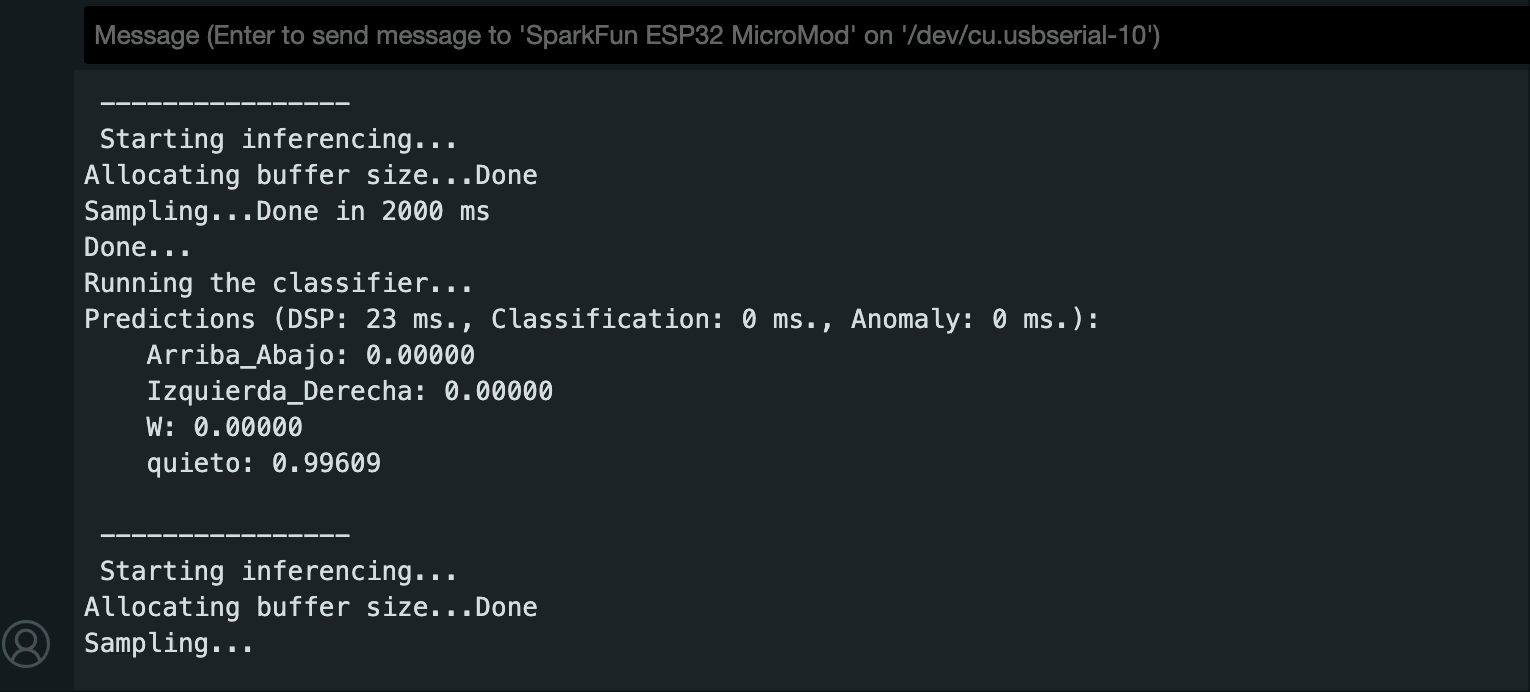 Message (Enter to send message to 'SparkFun ESP32 MicroMod' on '/dev/cu.usbserial-10')
----------------
Starting inferencing...
Allocating buffer size...Done
Sampling...Done in 2000 ms
Done...
Running the classifier...
Predictions (DSP: 23 ms., Classification: 0 ms., Anomaly: 0 ms.):
    Arriba_Abajo: 0.00000
    Izquierda_Derecha: 0.00000
    W: 0.00000
    quieto: 0.99609
----------------
Starting inferencing...
Allocating buffer size...Done
Sampling...